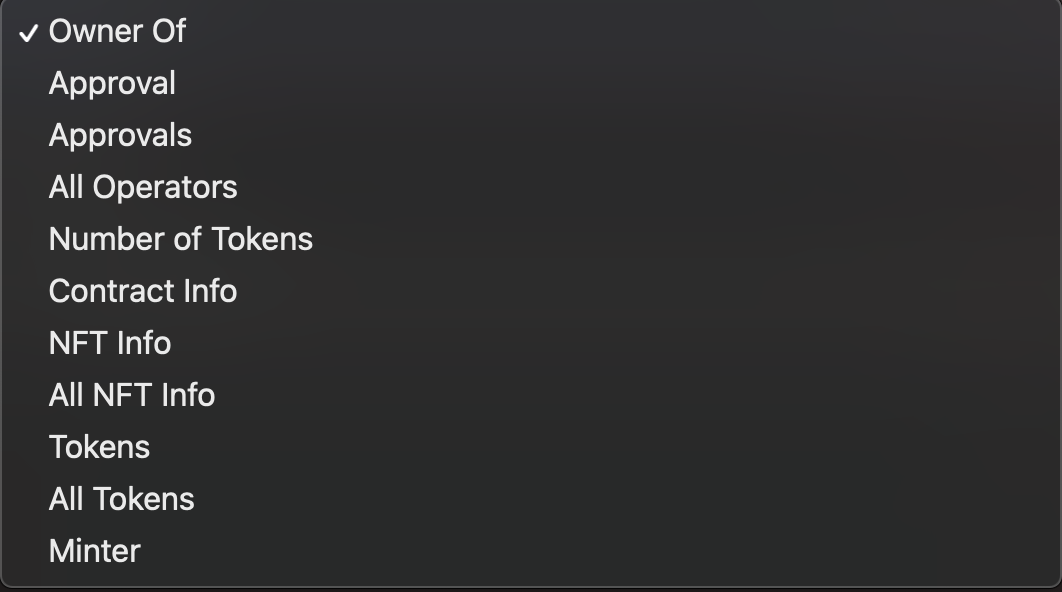 ✓ Owner Of
Approval
Approvals
All Operators
Number of Tokens
Contract Info
NFT Info
All NFT Info
Tokens
All Tokens
Minter